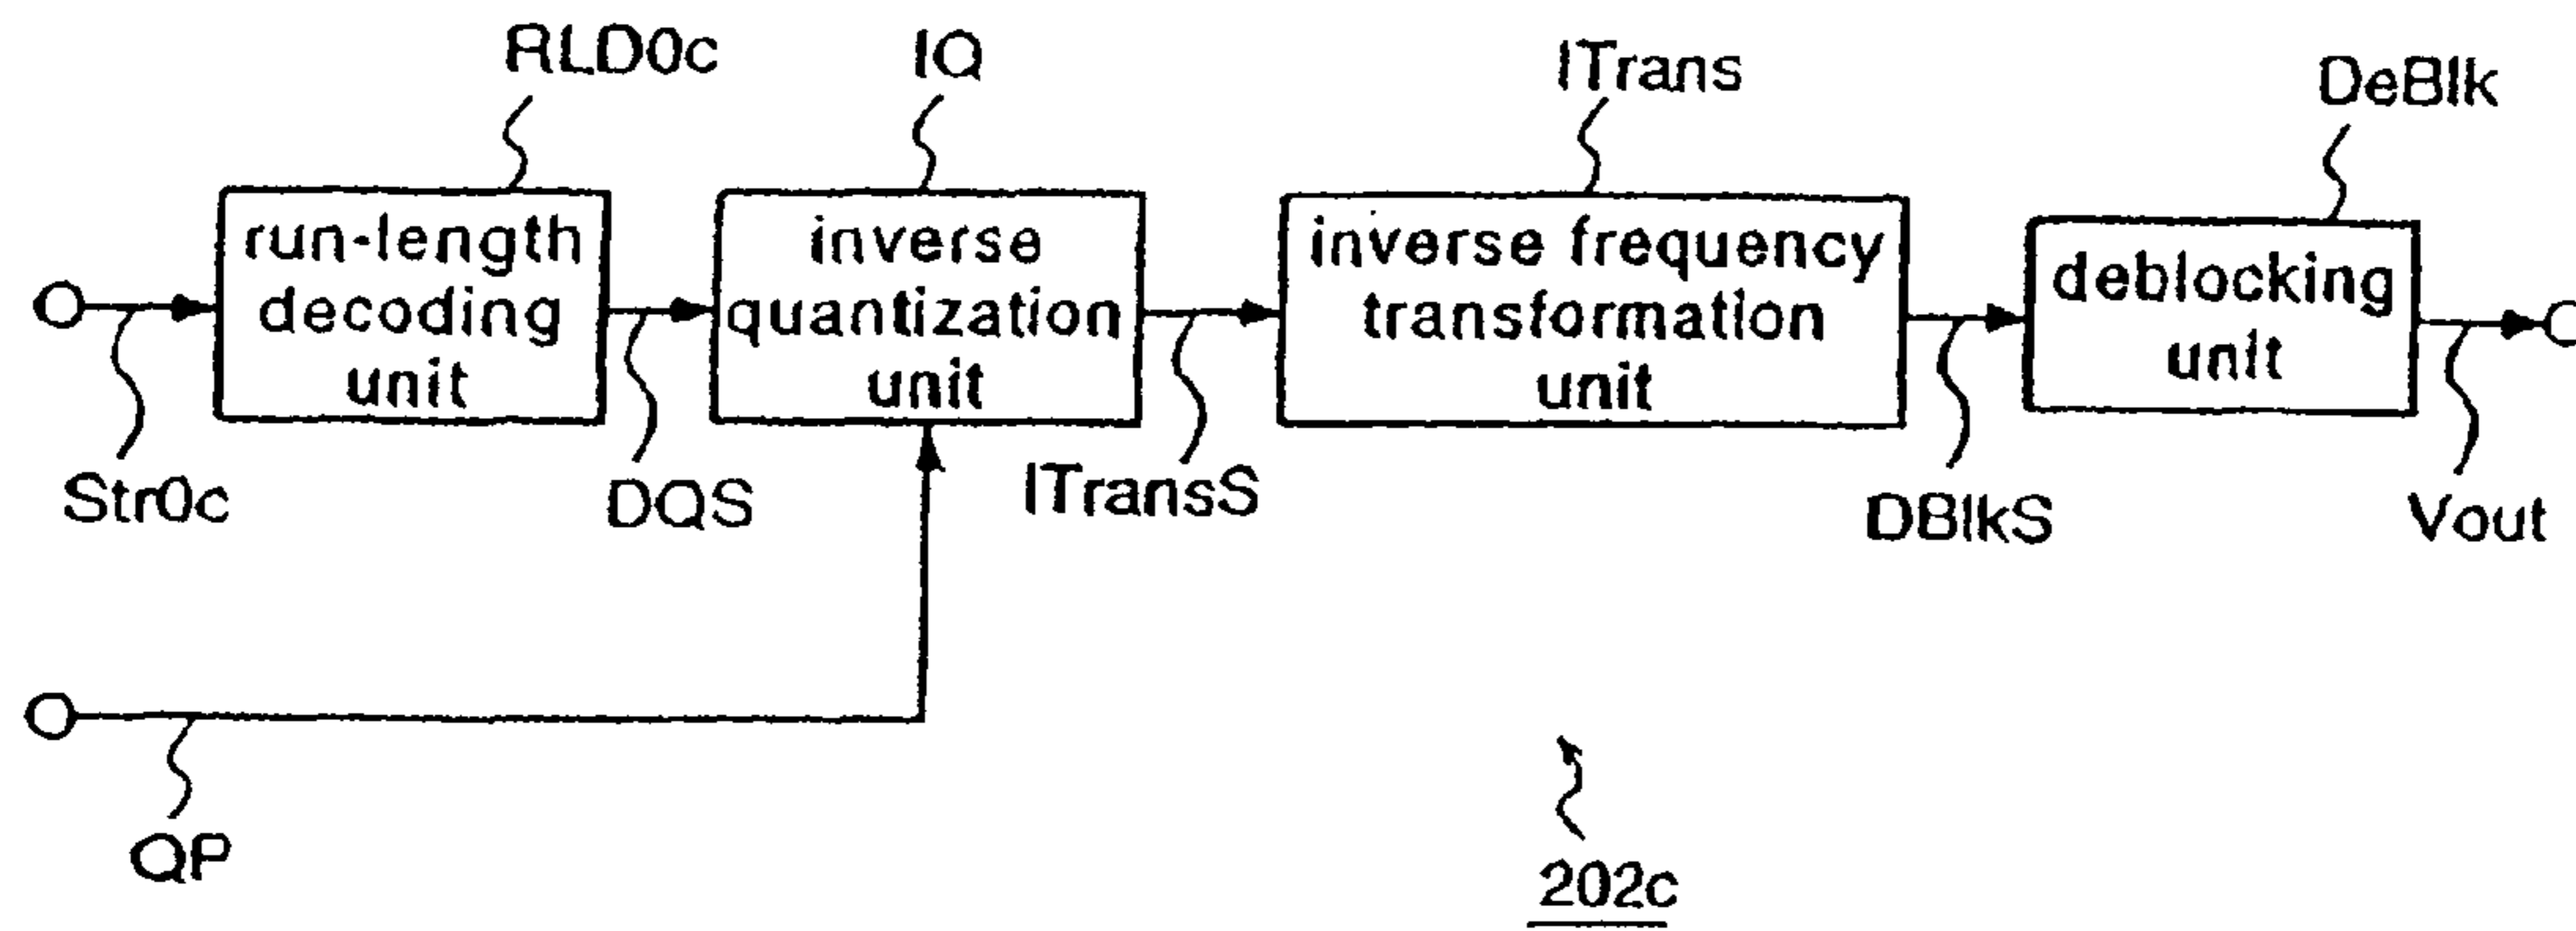 RLD0c
IQ
ITrans
DeBlk
run-length
decoding
unit
inverse
quantization
unit
inverse frequency
transformation
unit
deblocking
unit
Str0c
DQS
ITransS
DBlkS
Vout
QP
202c